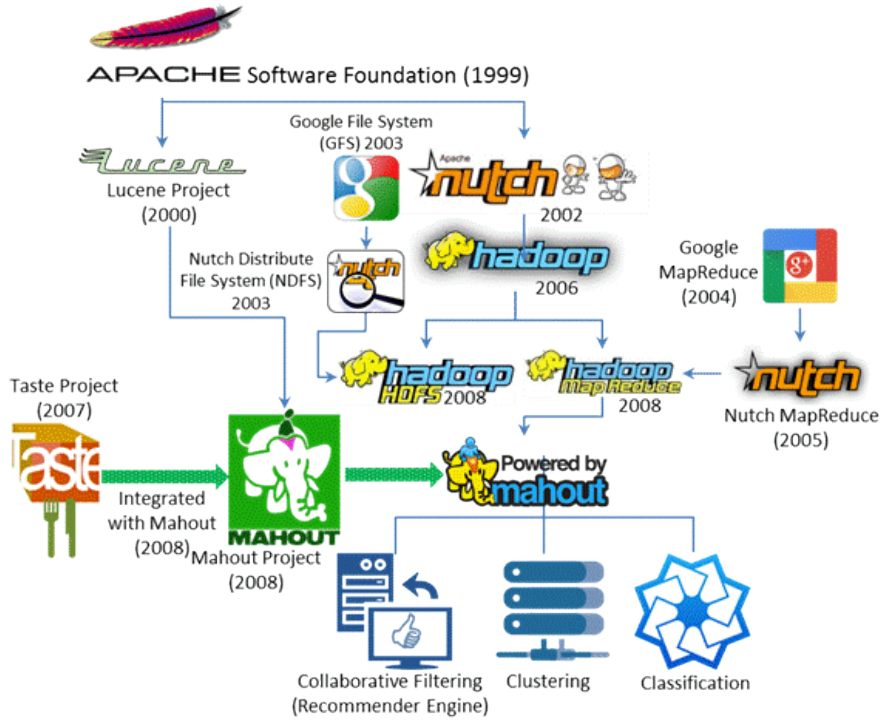 APACHE Software Foundation (1999)
Google File System
(GFS) 2003
Lucene
Lucene Project
(2000)
g
Apache
nutch
2002
Nutch Distribute
File System (NDFS)
2003
nutch
hadoop
2006
Google
MapReduce
(2004)
g+
hadoop
HDFS 2008
hadoop
Map Reduce
2008
nutch
Nutch MapReduce
(2005)
Taste Project
(2007)
Taste
Integrated
with Mahout
(2008)
MAHOUT
Mahout Project
(2008)
Powered by
mahout
Collaborative Filtering
(Recommender Engine)
Clustering
Classification